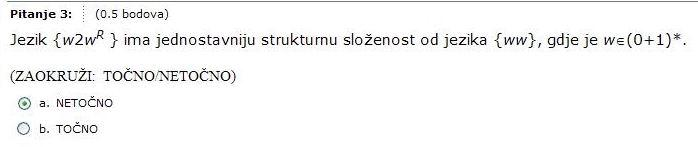 Pitanje 3: (0.5 bodova)
Jezik {w2wᴿ } ima jednostavniju strukturnu složenost od jezika {ww}, gdje je w∈(0+1)*.
(ZAOKRUŽI: TOČNO/NETOČNO)
a. NETOČNO
b. TOČNO